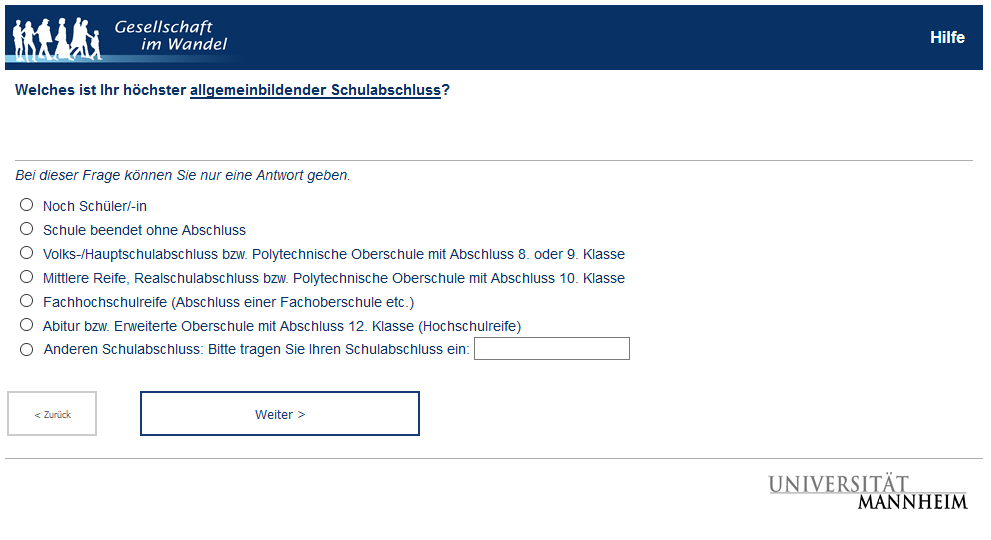 Gesellschaft
im Wandel
Hilfe
Welches ist Ihr höchster allgemeinbildender Schulabschluss?
Bei dieser Frage können Sie nur eine Antwort geben.
Noch Schüler/-in
Schule beendet ohne Abschluss
Volks-/Hauptschulabschluss bzw. Polytechnische Oberschule mit Abschluss 8. oder 9. Klasse
Mittlere Reife, Realschulabschluss bzw. Polytechnische Oberschule mit Abschluss 10. Klasse
Fachhochschulreife (Abschluss einer Fachoberschule etc.)
Abitur bzw. Erweiterte Oberschule mit Abschluss 12. Klasse (Hochschulreife)
Anderen Schulabschluss: Bitte tragen Sie Ihren Schulabschluss ein:
< Zurück
Weiter >
UNIVERSITÄT
MANNHEIM